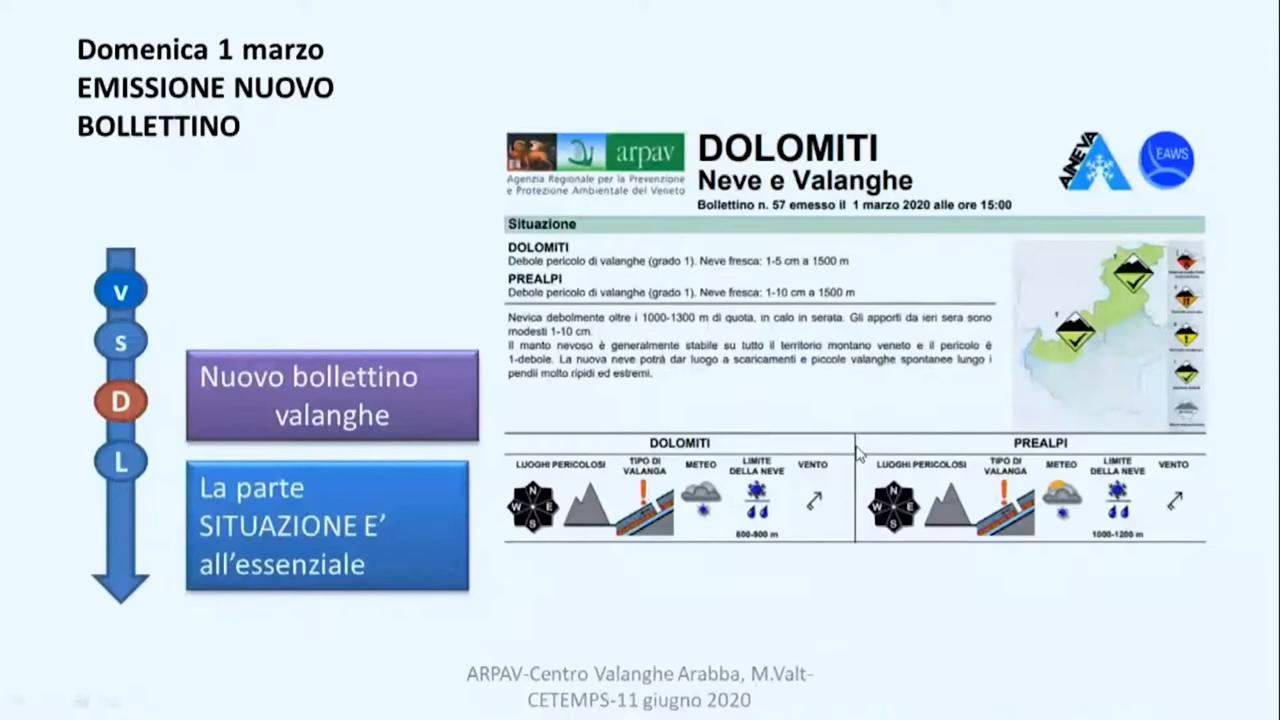 Domenica 1 marzo
EMISSIONE NUOVO
BOLLETTINO
V
S
D
L
Nuovo bollettino
valanghe
La parte
SITUAZIONE E’
all’essenziale
arpav
Agenzia Regionale per la Prevenzione
e Protezione Ambientale del Veneto
DOLOMITI
Neve e Valanghe
Bollettino n. 57 emesso il 1 marzo 2020 alle ore 15:00
AINEVA
EAWS
Situazione
DOLOMITI
Debole pericolo di valanghe (grado 1). Neve fresca: 1-5 cm a 1500 m
PREALPI
Debole pericolo di valanghe (grado 1). Neve fresca: 1-10 cm a 1500 m
Nevica debolmente oltre i 1000-1300 m di quota, in calo in serata. Gli apporti da ieri sera sono
modesti 1-10 cm.
Il manto nevoso è generalmente stabile su tutto il territorio montano veneto e il pericolo è
1-debole. La nuova neve potrà dar luogo a scaricamenti e piccole valanghe spontanee lungo i
pendii molto ripidi ed estremi.
DOLOMITI
LUOGHI PERICOLOSI
TIPO DI
VALANGA
METEO
LIMITE
DELLA NEVE
VENTO
N
W E
S
600-800 m
PREALPI
LUOGHI PERICOLOSI
TIPO DI
VALANGA
METEO
LIMITE
DELLA NEVE
VENTO
N
W E
S
1000-1200 m
ARPAV-Centro Valanghe Arabba, M.Valt-
CETEMPS-11 giugno 2020